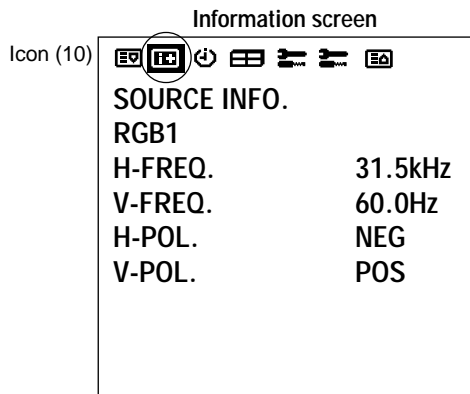 Information screen
Icon (10)
SOURCE INFO.
RGB1
H-FREQ. 31.5kHz
V-FREQ. 60.0Hz
H-POL. NEG
V-POL. POS